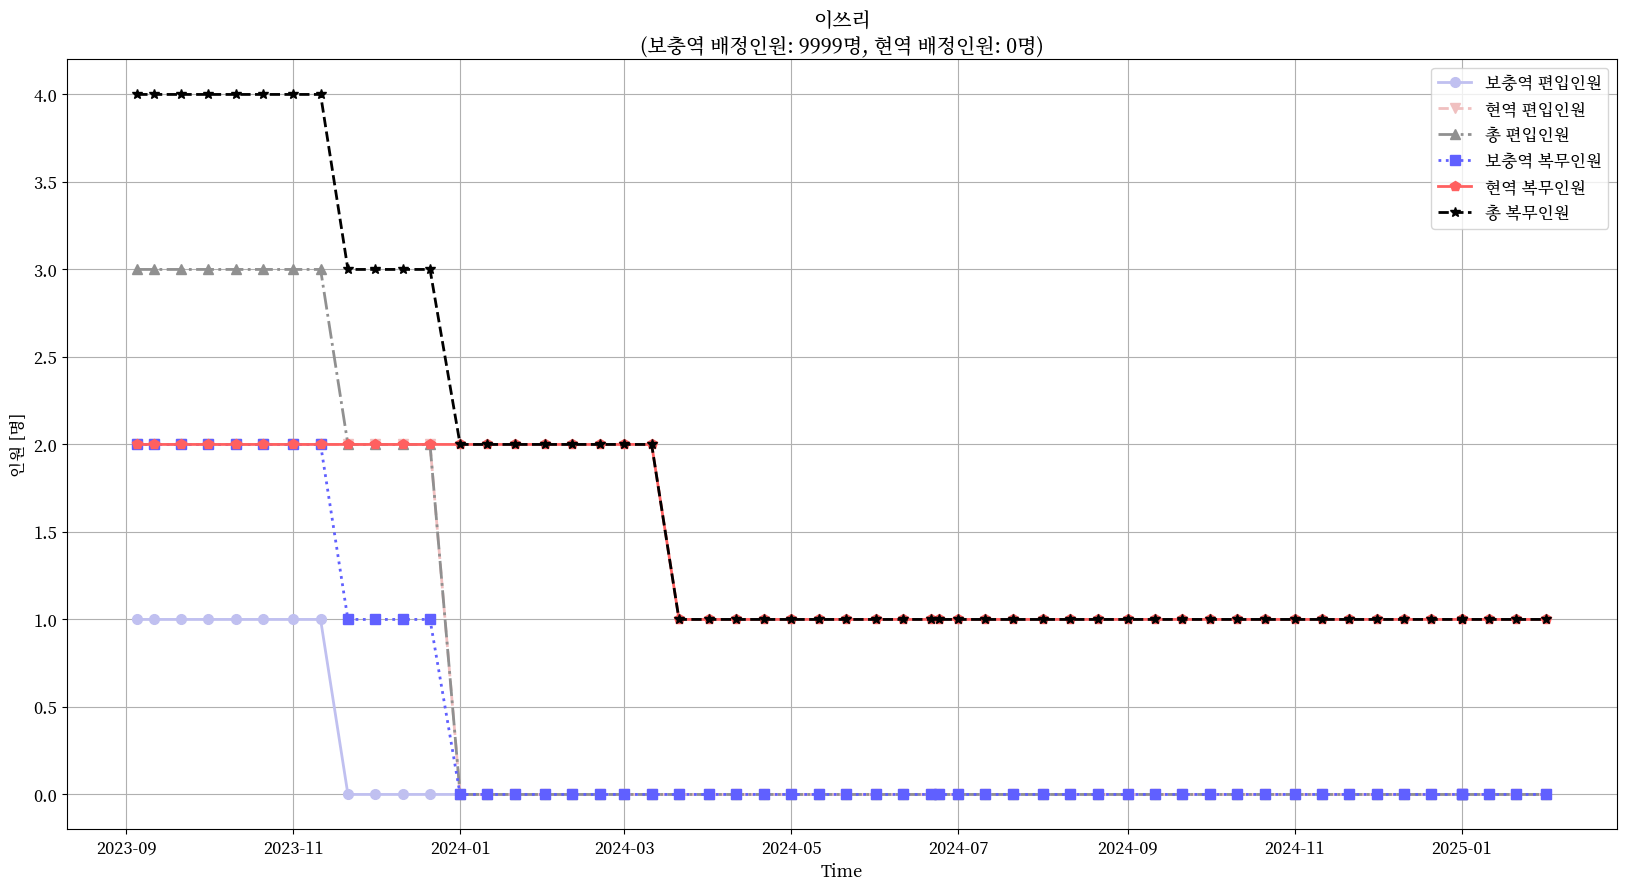 이쓰리
(보충역 배정인원: 9999명, 현역 배정인원: 0명)
보충역 편입인원
현역 편입인원
총 편입인원
보충역 복무인원
현역 복무인원
총 복무인원
인원 [명]
4.0
3.5
3.0
2.5
2.0
1.5
1.0
0.5
0.0
2023-09
2023-11
2024-01
2024-03
2024-05
2024-07
2024-09
2024-11
2025-01
Time